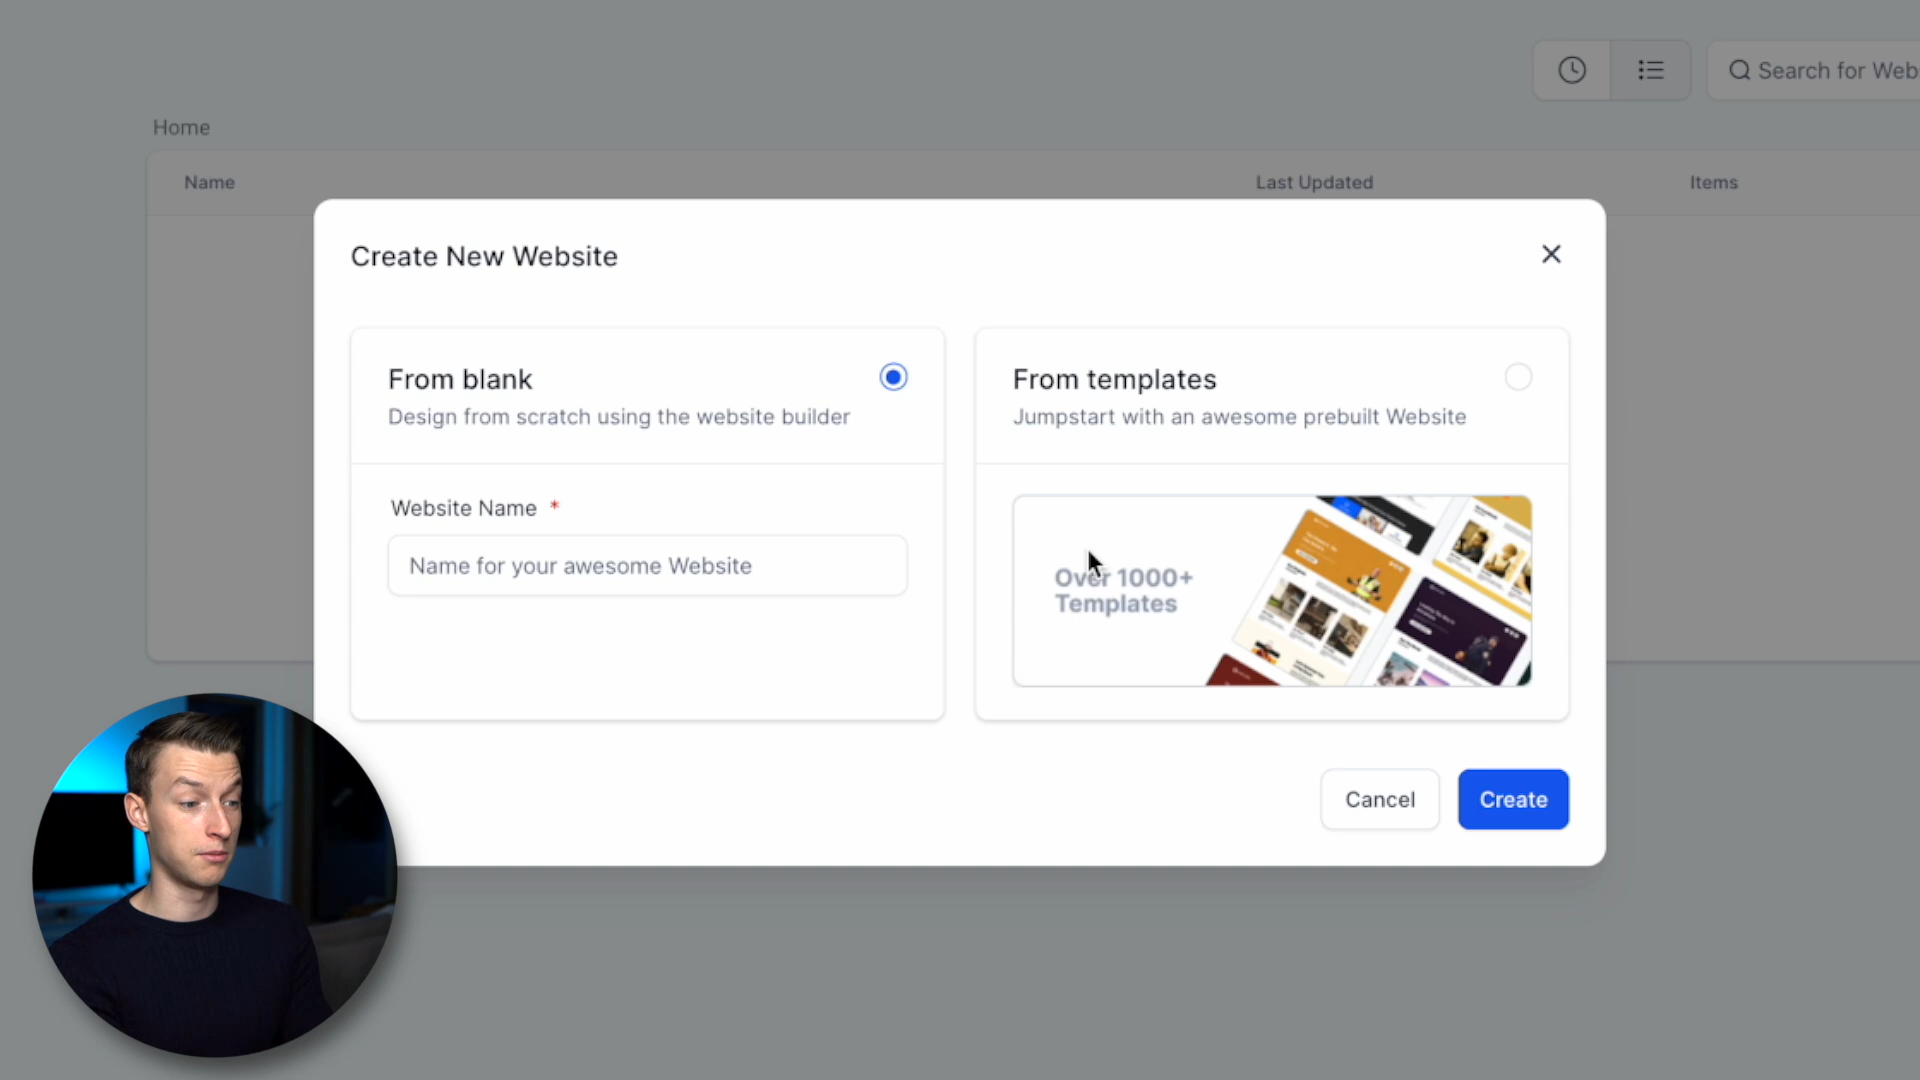 Search for Web
Home
Name
Last Updated
Items
Create New Website
From blank
Design from scratch using the website builder
From templates
Jumpstart with an awesome prebuilt Website
Website Name *
Name for your awesome Website
Over 1000+
Templates
Cancel
Create